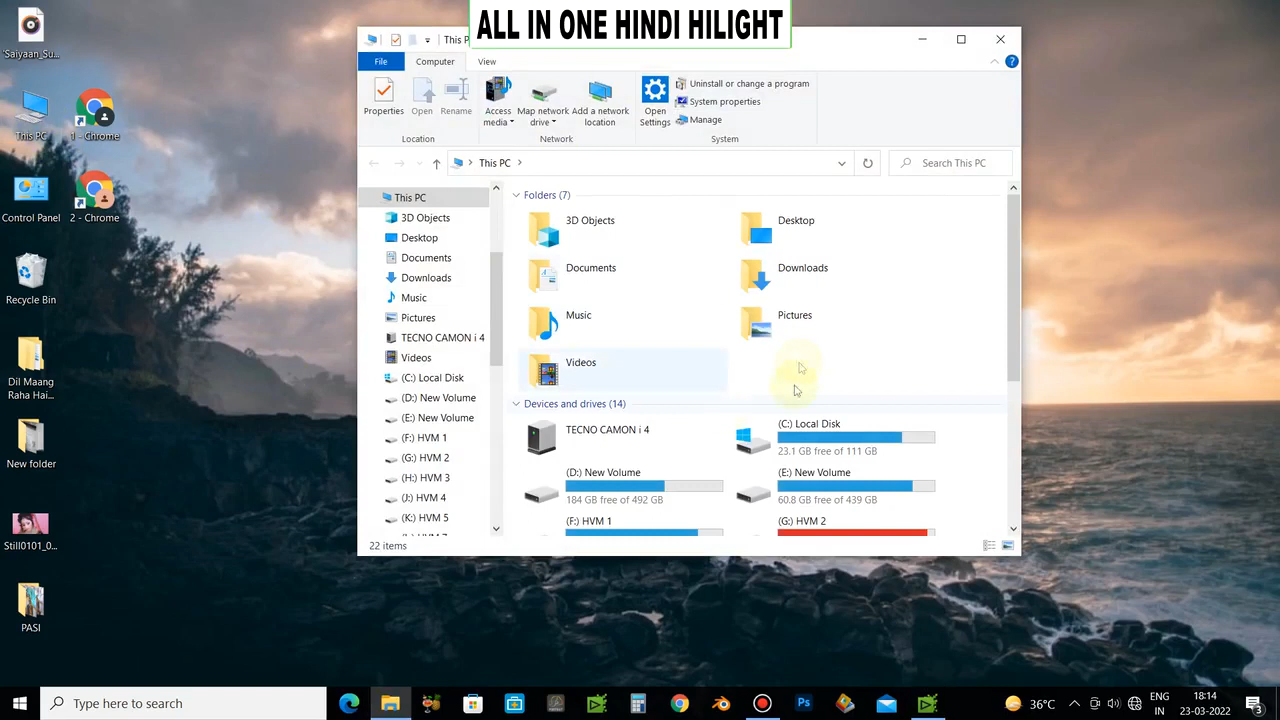 ALL IN ONE HINDI HILIGHT
'Saiyaan_Su...
This PC
1 - Chrome
Control Panel
2 - Chrome
Recycle Bin
Dil Maang
Raha Hai...
New folder
Still0101_0...
PASI
This P
File
Computer
View
Properties
Open
Rename
Access
media
Map network
drive
Add a network
location
Open
Settings
Uninstall or change a program
System properties
Manage
Location
Network
System
This PC
Search This PC
This PC
3D Objects
Desktop
Documents
Downloads
Music
Pictures
TECNO CAMON i 4
Videos
(C:) Local Disk
(D:) New Volume
(E:) New Volume
(F:) HVM 1
(G:) HVM 2
(H:) HVM 3
(J:) HVM 4
(K:) HVM 5
Folders (7)
3D Objects
Desktop
Documents
Downloads
Music
Pictures
Videos
Devices and drives (14)
TECNO CAMON i 4
(C:) Local Disk
23.1 GB free of 111 GB
(D:) New Volume
184 GB free of 492 GB
(E:) New Volume
60.8 GB free of 439 GB
(F:) HVM 1
(G:) HVM 2
22 items
Type here to search
Ps
36°C
ENG
IN
18:14
23-03-2022
3